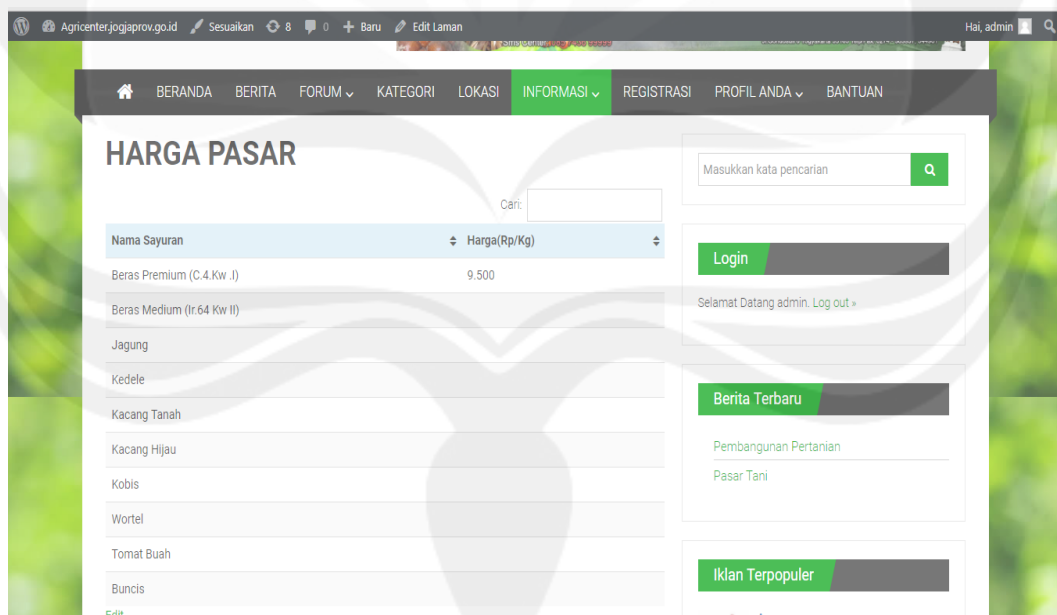 Agricenter.jogjaprov.go.id Sesuaikan 8 0 + Baru Edit Laman Hai, admin
BERANDA BERITA FORUM KATEGORI LOKASI INFORMASI REGISTRASI PROFIL ANDA BANTUAN
HARGA PASAR
Cari:
Nama Sayuran Harga(Rp/Kg)
Beras Premium (C.4.Kw .I) 9.500
Beras Medium (Ir.64 Kw II)
Jagung
Kedele
Kacang Tanah
Kacang Hijau
Kobis
Wortel
Tomat Buah
Buncis
Edit
Masukkan kata pencarian
Login
Selamat Datang admin. Log out »
Berita Terbaru
Pembangunan Pertanian
Pasar Tani
Iklan Terpopuler